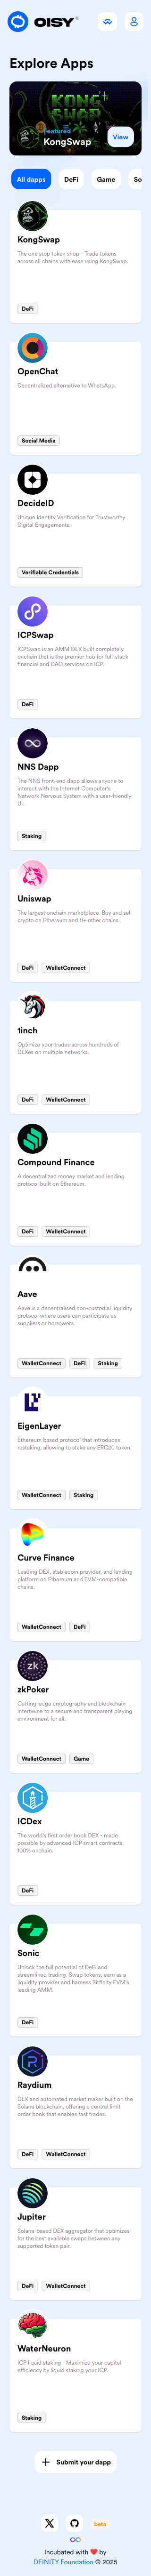 OISY
Explore Apps
Featured
KongSwap
View
All dapps
DeFi
Game
So
KongSwap
The one stop token shop - Trade tokens
across all chains with ease using KongSwap.
DeFi
OpenChat
Decentralized alternative to WhatsApp.
Social Media
DecideID
Unique Identity Verification for Trustworthy
Digital Engagements.
Verifiable Credentials
ICPSwap
ICPSwap is an AMM DEX built completely
onchain that is the premier hub for full-stack
financial and DAO services on ICP.
DeFi
NNS Dapp
The NNS front-end dapp allows anyone to
interact with the Internet Computer's
Network Nervous System with a user-friendly
UI.
Staking
Uniswap
The largest onchain marketplace. Buy and sell
crypto on Ethereum and 11+ other chains.
DeFi
WalletConnect
1inch
Optimize your trades across hundreds of
DEXes on multiple networks.
DeFi
WalletConnect
Compound Finance
A decentralized money market and lending
protocol built on Ethereum.
DeFi
WalletConnect
Aave
Aave is a decentralised non-custodial liquidity
protocol where users can participate as
suppliers or borrowers.
WalletConnect
DeFi
Staking
EigenLayer
Ethereum based protocol that introduces
restaking, allowing to stake any ERC20 token.
WalletConnect
Staking
Curve Finance
Leading DEX, stablecoin provider, and lending
platform on Ethereum and EVM-compatible
chains.
WalletConnect
DeFi
zk
zkPoker
Cutting-edge cryptography and blockchain
intertwine to a secure and transparent playing
environment for all.
WalletConnect
Game
ICDex
The world's first order book DEX - made
possible by advanced ICP smart contracts.
100% onchain.
DeFi
Sonic
Unlock the full potential of DeFi and
streamlined trading. Swap tokens, earn as a
liquidity provider and harness Bitfinity EVM's
leading AMM.
DeFi
Raydium
DEX and automated market maker built on the
Solana blockchain, offering a central limit
order book that enables fast trades.
DeFi
WalletConnect
Jupiter
Solana-based DEX aggregator that optimizes
for the best available swaps between any
supported token pair.
DeFi
WalletConnect
WaterNeuron
ICP liquid staking - Maximize your capital
efficiency by liquid staking your ICP.
Staking
+ Submit your dapp
beta
Incubated with ❤️ by
DFINITY Foundation © 2025